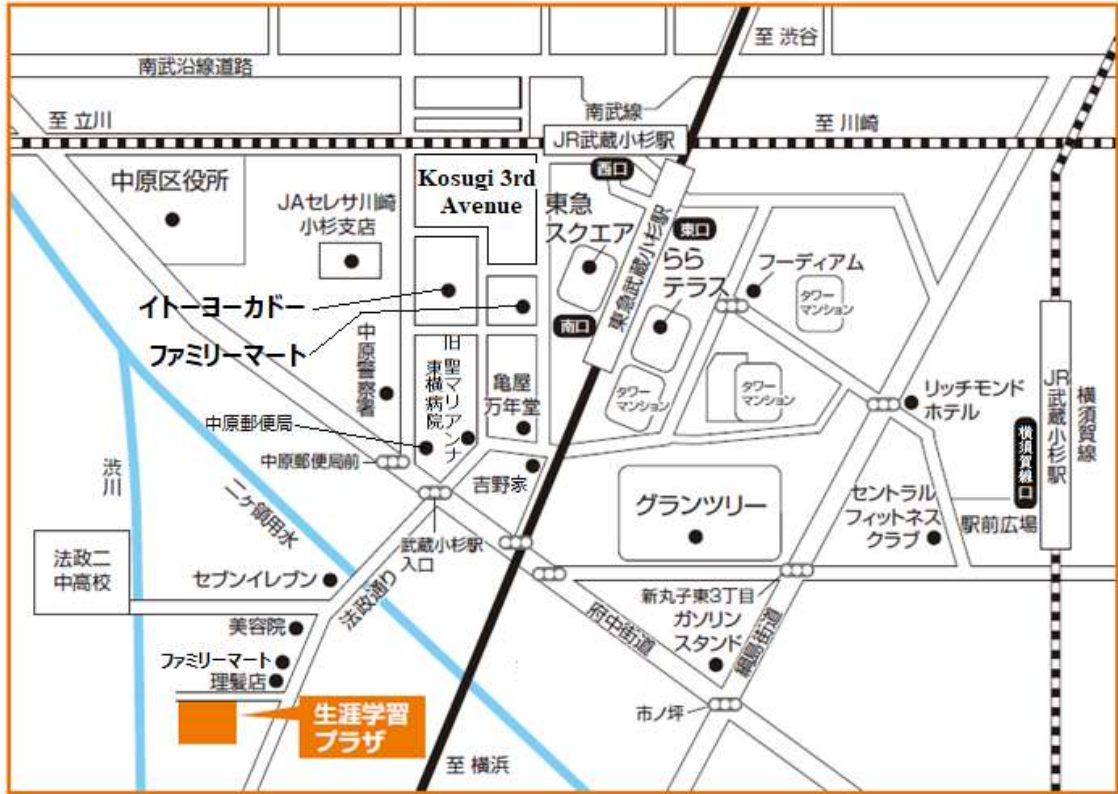 至 渋谷
南武沿線道路
南武線
至 立川
至 川崎
JR武蔵小杉駅
西口
中原区役所
JAセレサ川崎
小杉支店
Kosugi 3rd
Avenue
東急
スクエア
東急武蔵小杉駅
東口
らら
テラス
フーディアム
タワー
マンション
イトーヨーカドー
ファミリーマート
南口
中原警察署
旧聖マリアンナ
東横病院
亀屋
万年堂
タワー
マンション
タワー
マンション
リッチモンド
ホテル
JR武蔵小杉駅
横須賀線
横須賀線口
中原郵便局
中原郵便局前
吉野家
渋川
二ヶ領用水
グランツリー
セントラル
フィットネス
クラブ
駅前広場
法政二
中高校
武蔵小杉駅
入口
セブンイレブン
法政通り
新丸子東3丁目
ガソリン
スタンド
府中街道
綱島街道
美容院
ファミリーマート
理髪店
生涯学習
プラザ
市ノ坪
至 横浜